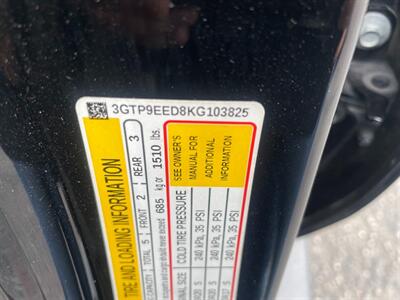 3GTP9EED8KG103825
TIRE AND LOADING INFORMATION
TOTAL 5 FRONT 2 REAR 3
685 kg or 1510 lbs.
SEE OWNER'S
MANUAL FOR
ADDITIONAL
INFORMATION
COLD TIRE PRESSURE
240 kPa, 35 PSI
240 kPa, 35 PSI
240 kPa, 35 PSI